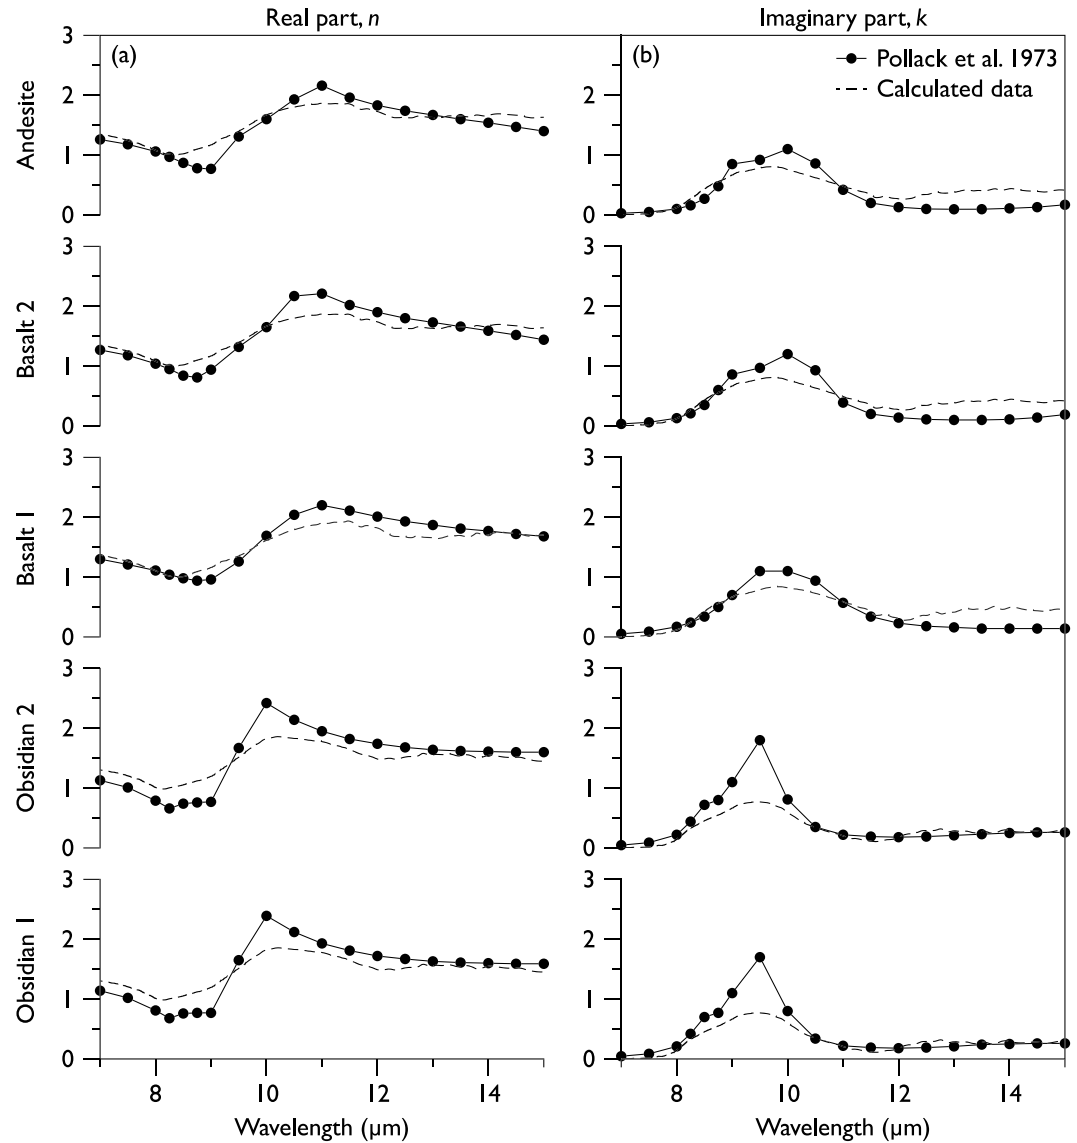 Real part, n
Imaginary part, k
(a)
(b)
Pollack et al. 1973
Calculated data
Andesite
3
2
1
0
3
2
1
0
Basalt 2
3
2
1
0
3
2
1
0
Basalt 1
3
2
1
0
3
2
1
0
Obsidian 2
3
2
1
0
3
2
1
0
Obsidian 1
3
2
1
0
3
2
1
0
8 10 12 14
8 10 12 14
Wavelength (µm)
Wavelength (µm)